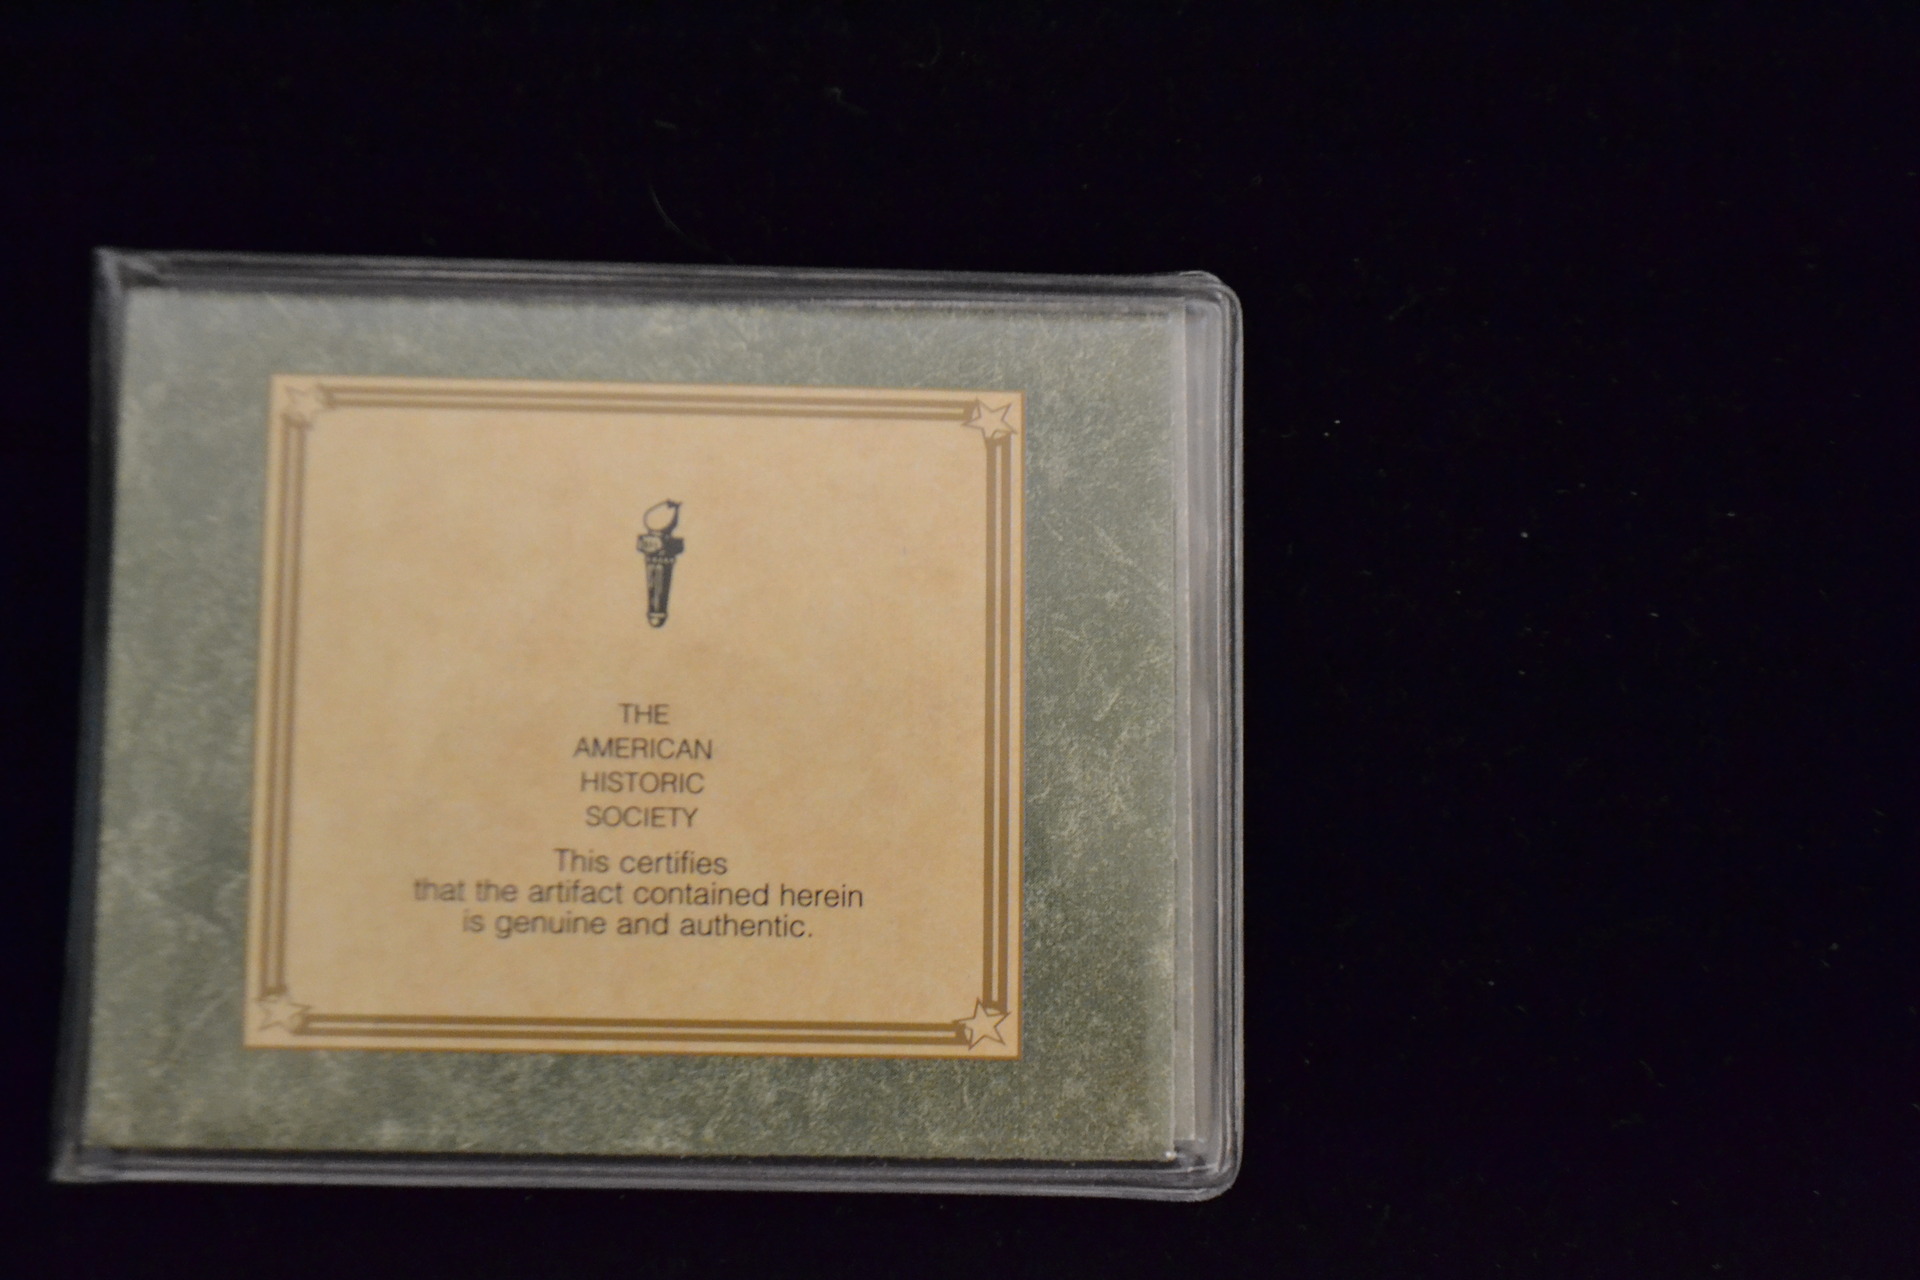 THE
AMERICAN
HISTORIC
SOCIETY
This certifies
that the artifact contained herein
is genuine and authentic.